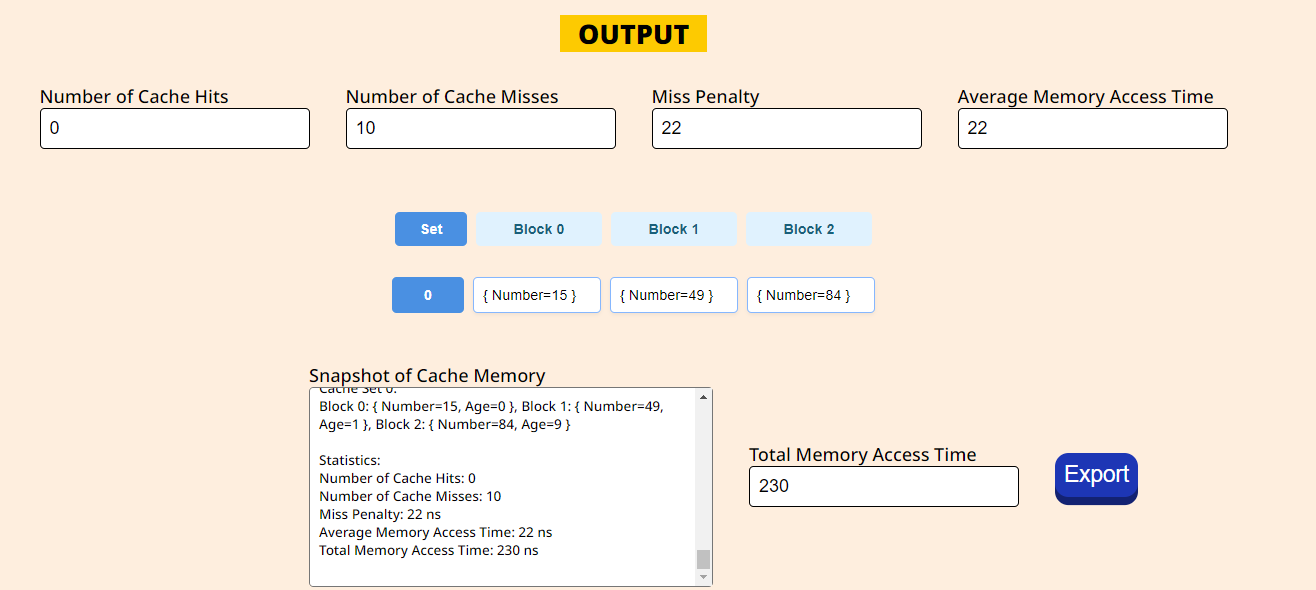 OUTPUT
Number of Cache Hits
0
Number of Cache Misses
10
Miss Penalty
22
Average Memory Access Time
22
Set Block 0 Block 1 Block 2
0 { Number=15 } { Number=49 } { Number=84 }
Snapshot of Cache Memory
Cache Set 0:
Block 0: { Number=15, Age=0 }, Block 1: { Number=49,
Age=1 }, Block 2: { Number=84, Age=9 }
Statistics:
Number of Cache Hits: 0
Number of Cache Misses: 10
Miss Penalty: 22 ns
Average Memory Access Time: 22 ns
Total Memory Access Time: 230 ns
Total Memory Access Time
230
Export